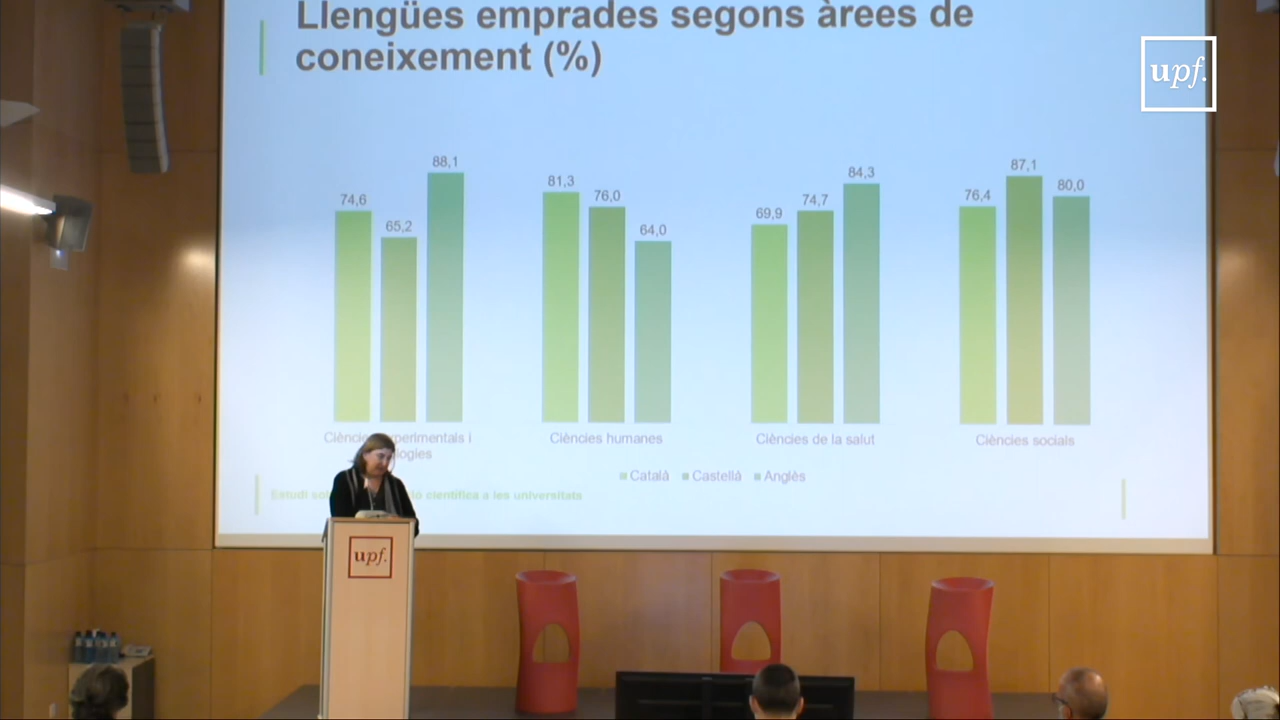 Llengües emprades segons àrees de
coneixement (%)
upf.
74,6
65,2
88,1
81,3
76,0
64,0
69,9
74,7
84,3
76,4
87,1
80,0
Ciències humanes
Ciències de la salut
Ciències socials
Català
Castellà
Anglès
Estudi
científica a les universitats
upf.